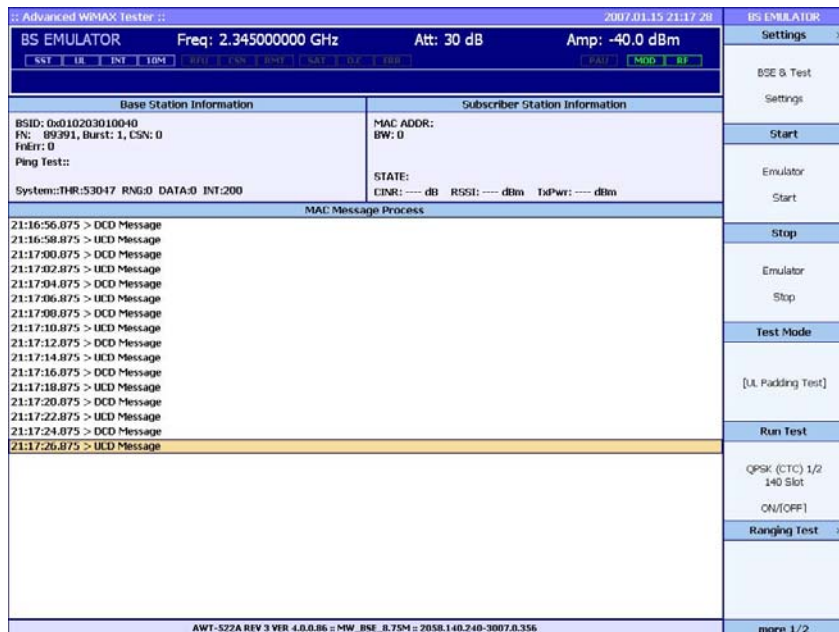 :: Advanced WiMAX Tester :: 2007.01.15 21:17 28
BS EMULATOR Freq: 2.345000000 GHz Att: 30 dB Amp: -40.0 dBm
SST UL INT 10M RFU CSN RMT SAT O.C ERR PAU MOD RF
Base Station Information
BSID: 0x010203010040
FN: 89391, Burst: 1, CSN: 0
FnErr: 0
Ping Test::
System::THR:53047 RNG:0 DATA:0 INT:200
Subscriber Station Information
MAC ADDR:
BW: 0
STATE:
CINR: ---- dB RSSI: ---- dBm TxPwr: ---- dBm
MAC Message Process
21:16:56.875 > DCD Message
21:16:58.875 > UCD Message
21:17:00.875 > DCD Message
21:17:02.875 > UCD Message
21:17:04.875 > DCD Message
21:17:06.875 > UCD Message
21:17:08.875 > DCD Message
21:17:10.875 > UCD Message
21:17:12.875 > DCD Message
21:17:14.875 > UCD Message
21:17:16.875 > DCD Message
21:17:18.875 > UCD Message
21:17:20.875 > DCD Message
21:17:22.875 > UCD Message
21:17:24.875 > DCD Message
21:17:26.875 > UCD Message
AWT-522A REV 3 VER 4.0.0.86 :: MW_BSE_8.75M :: 2058.140.240-3007.0.356
BS EMULATOR
Settings
BSE & Test
Settings
Start
Emulator
Start
Stop
Emulator
Stop
Test Mode
[UL Padding Test]
Run Test
QPSK (CTC) 1/2
140 Slot
ON/[OFF]
Ranging Test
more 1/2